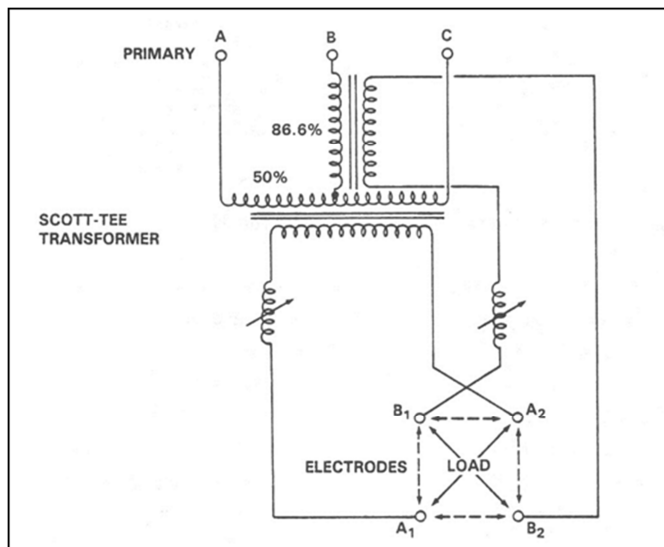 A B C
PRIMARY
86.6%
50%
SCOTT-TEE
TRANSFORMER
B1 A2
ELECTRODES LOAD
A1 B2